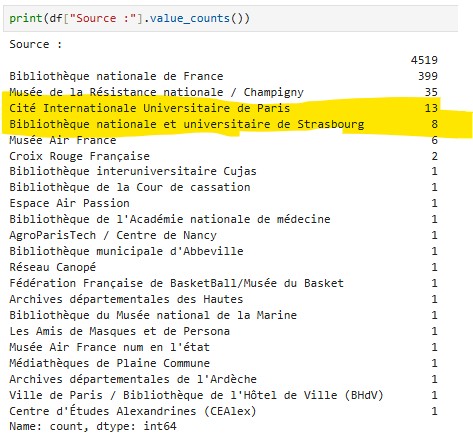 print(df["Source :"].value_counts())
Source :
4519
Bibliothèque nationale de France 399
Musée de la Résistance nationale / Champigny 35
Cité Internationale Universitaire de Paris 13
Bibliothèque nationale et universitaire de Strasbourg 8
Musée Air France 6
Croix Rouge Française 2
Bibliothèque interuniversitaire Cujas 1
Bibliothèque de la Cour de cassation 1
Espace Air Passion 1
Bibliothèque de l'Académie nationale de médecine 1
AgroParisTech / Centre de Nancy 1
Bibliothèque municipale d'Abbeville 1
Réseau Canopé 1
Fédération Française de BasketBall/Musée du Basket 1
Archives départementales des Hautes 1
Bibliothèque du Musée national de la Marine 1
Les Amis de Masques et de Persona 1
Musée Air France num en l'état 1
Médiathèques de Plaine Commune 1
Archives départementales de l'Ardèche 1
Ville de Paris / Bibliothèque de l'Hôtel de Ville (BHdV) 1
Centre d'Études Alexandrines (CEAlex) 1
Name: count, dtype: int64